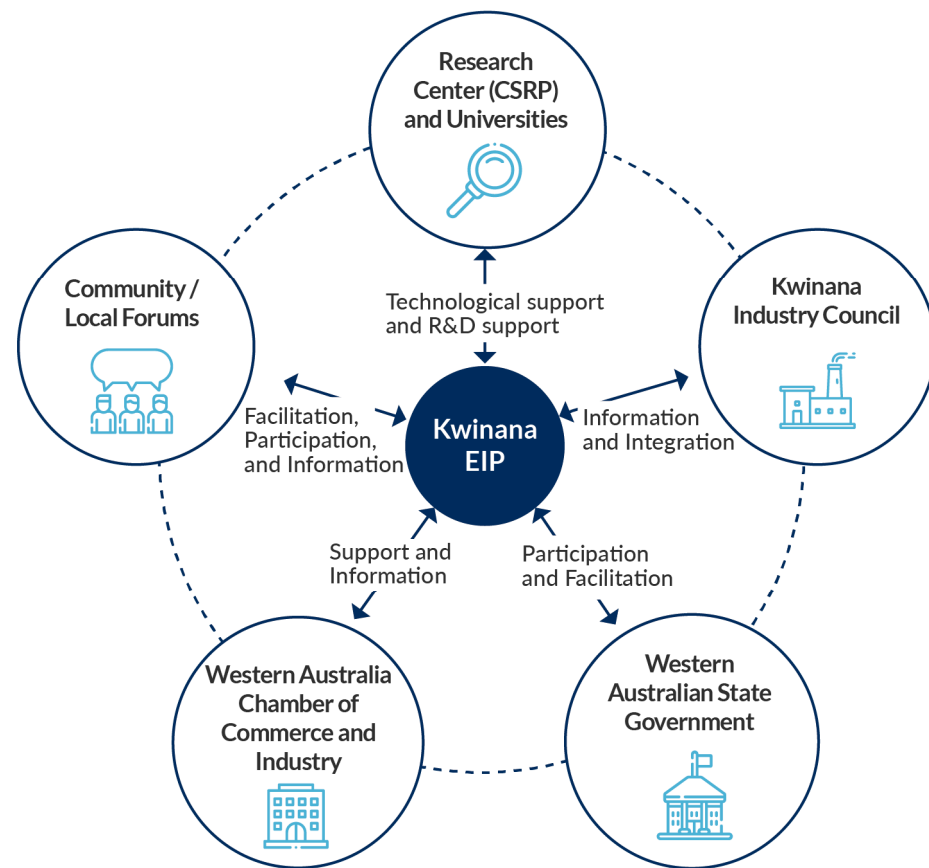 Research
Center (CSRP)
and Universities
Community /
Local Forums
Kwinana
Industry Council
Technological support
and R&D support
Facilitation,
Participation,
and Information
Kwinana
EIP
Information
and Integration
Support and
Information
Participation
and Facilitation
Western Australia
Chamber of
Commerce and
Industry
Western
Australian State
Government